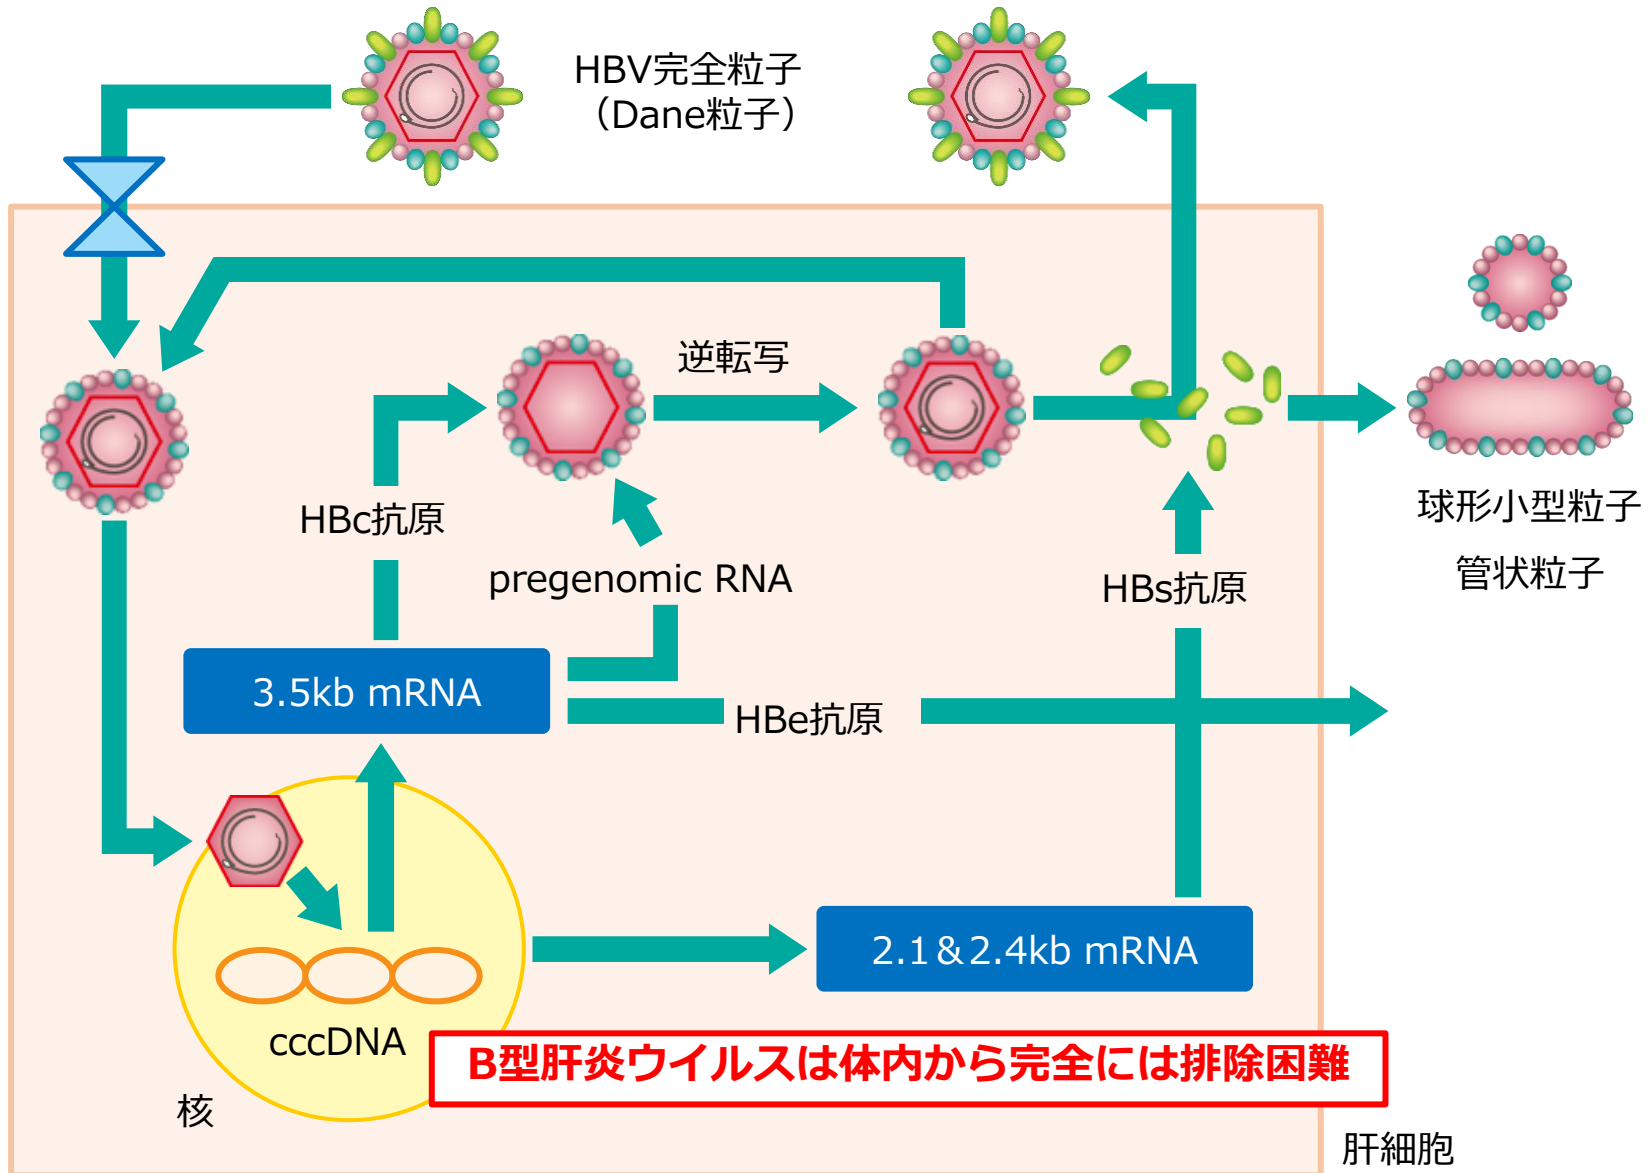 HBV完全粒子
（Dane粒子）
逆転写
HBc抗原
pregenomic RNA
HBs抗原
球形小型粒子
管状粒子
3.5kb mRNA
HBe抗原
2.1＆2.4kb mRNA
cccDNA
B型肝炎ウイルスは体内から完全には排除困難
核
肝細胞